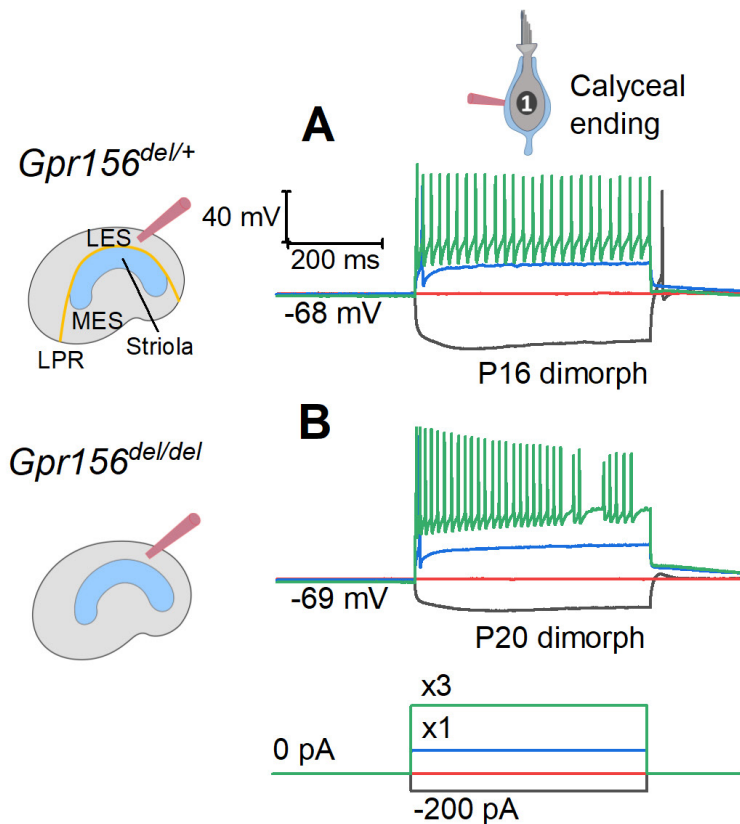 Calyceal
ending
1
A
Gpr156del/+
40 mV
200 ms
LES
MES
LPR
Striola
-68 mV
P16 dimorph
B
Gpr156del/del
-69 mV
P20 dimorph
x3
x1
0 pA
-200 pA